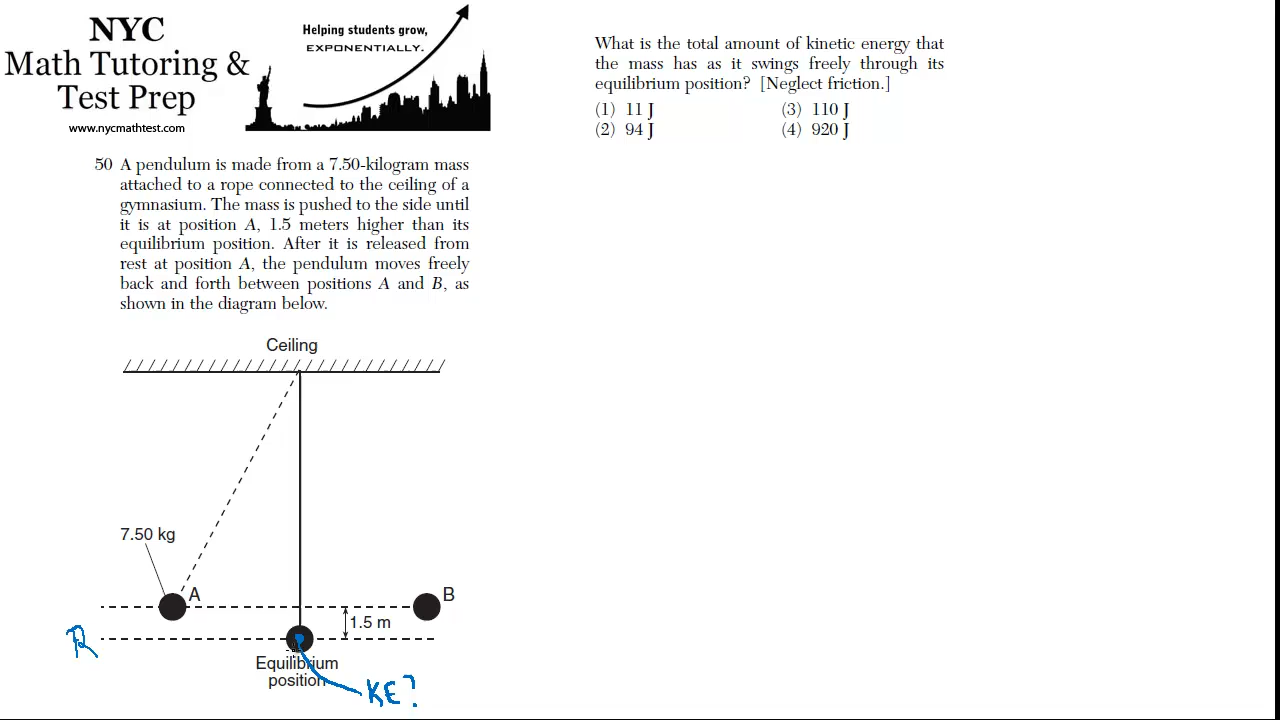 NYC
Math Tutoring &
Test Prep
www.nycmathtest.com
Helping students grow,
EXPONENTIALLY.
50 A pendulum is made from a 7.50-kilogram mass
attached to a rope connected to the ceiling of a
gymnasium. The mass is pushed to the side until
it is at position A, 1.5 meters higher than its
equilibrium position. After it is released from
rest at position A, the pendulum moves freely
back and forth between positions A and B, as
shown in the diagram below.
Ceiling
7.50 kg
A
B
1.5 m
Equilibrium
position
KE?
What is the total amount of kinetic energy that
the mass has as it swings freely through its
equilibrium position? [Neglect friction.]
(1) 11 J (3) 110 J
(2) 94 J (4) 920 J